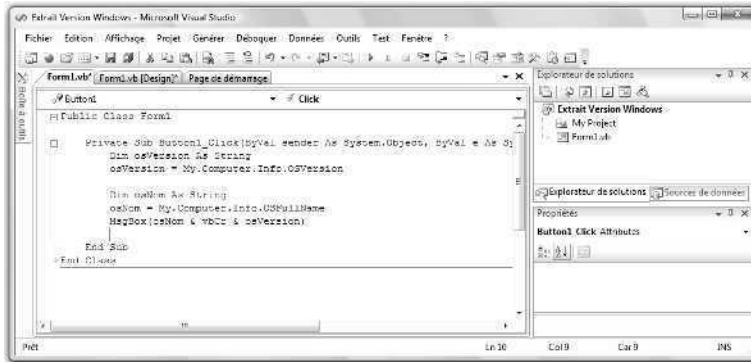 Extrait Version Windows - Microsoft Visual Studio
Fichier Edition Affichage Projet Générer Déboguer Données Outils Test Fenêtre ?
Form1.vb* Form1.vb [Design]* Page de démarrage
Boîte à outils
Button1 Click
Public Class Form1
Private Sub Button1_Click(ByVal sender As System.Object, ByVal e As Sy
Dim osVersion As String
osVersion = My.Computer.Info.OSVersion
Dim osNom As String
osNom = My.Computer.Info.OSFullName
MsgBox(osNom & vbCr & osVersion)
End Sub
End Class
Explorateur de solutions
Extrait Version Windows
My Project
Form1.vb
Explorateur de solutions Sources de données
Propriétés
Button1_Click Attributes
Prêt Ln 10 Col 9 Car 9 INS